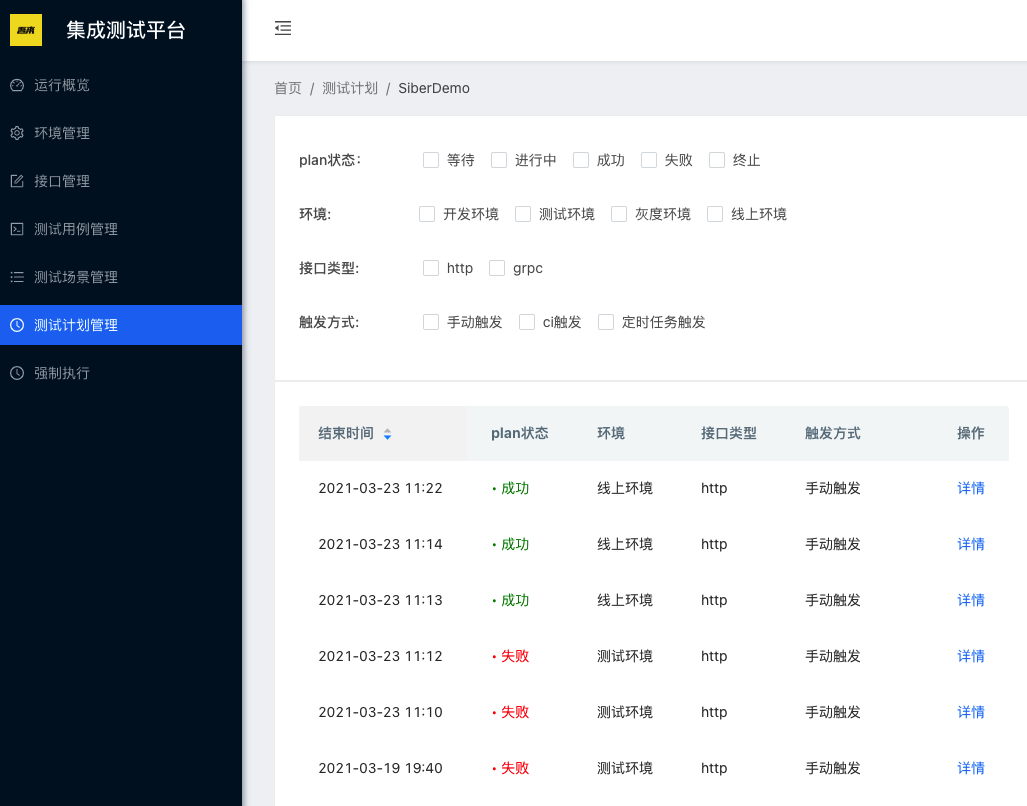 集成测试平台
运行概览
环境管理
接口管理
测试用例管理
测试场景管理
测试计划管理
强制执行
首页 / 测试计划 / SiberDemo
plan状态: 等待 进行中 成功 失败 终止
环境: 开发环境 测试环境 灰度环境 线上环境
接口类型: http grpc
触发方式: 手动触发 ci触发 定时任务触发
结束时间 plan状态 环境 接口类型 触发方式 操作
2021-03-23 11:22 • 成功 线上环境 http 手动触发 详情
2021-03-23 11:14 • 成功 线上环境 http 手动触发 详情
2021-03-23 11:13 • 成功 线上环境 http 手动触发 详情
2021-03-23 11:12 • 失败 测试环境 http 手动触发 详情
2021-03-23 11:10 • 失败 测试环境 http 手动触发 详情
2021-03-19 19:40 • 失败 测试环境 http 手动触发 详情